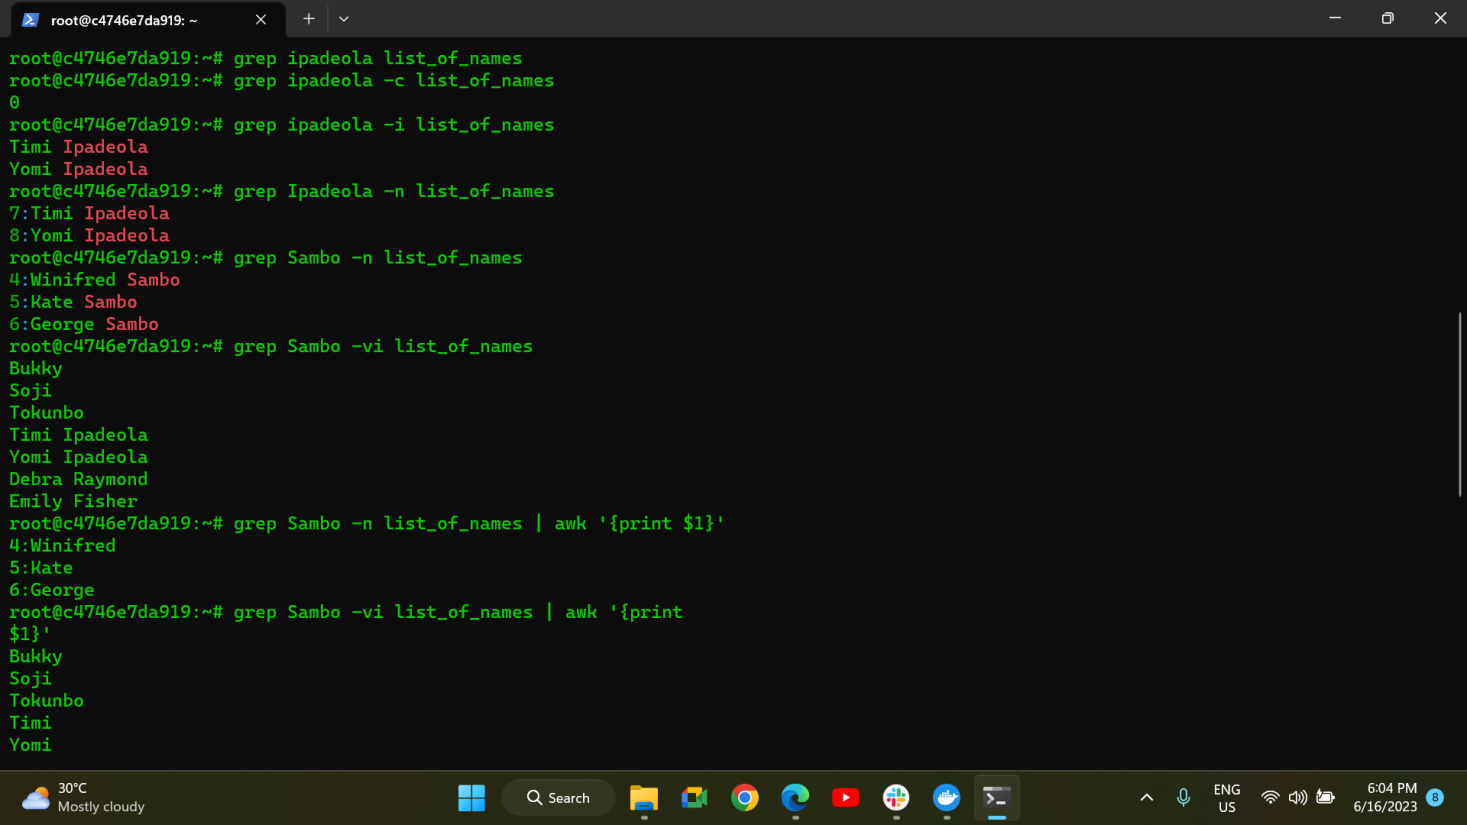 root@c4746e7da919: ~
root@c4746e7da919:~# grep ipadeola list_of_names
root@c4746e7da919:~# grep ipadeola -c list_of_names
0
root@c4746e7da919:~# grep ipadeola -i list_of_names
Timi Ipadeola
Yomi Ipadeola
root@c4746e7da919:~# grep Ipadeola -n list_of_names
7:Timi Ipadeola
8:Yomi Ipadeola
root@c4746e7da919:~# grep Sambo -n list_of_names
4:Winifred Sambo
5:Kate Sambo
6:George Sambo
root@c4746e7da919:~# grep Sambo -vi list_of_names
Bukky
Soji
Tokunbo
Timi Ipadeola
Yomi Ipadeola
Debra Raymond
Emily Fisher
root@c4746e7da919:~# grep Sambo -n list_of_names | awk '{print $1}'
4:Winifred
5:Kate
6:George
root@c4746e7da919:~# grep Sambo -vi list_of_names | awk '{print
$1}'
Bukky
Soji
Tokunbo
Timi
Yomi
30°C
Mostly cloudy
Search
ENG
US
6:04 PM
6/16/2023
8